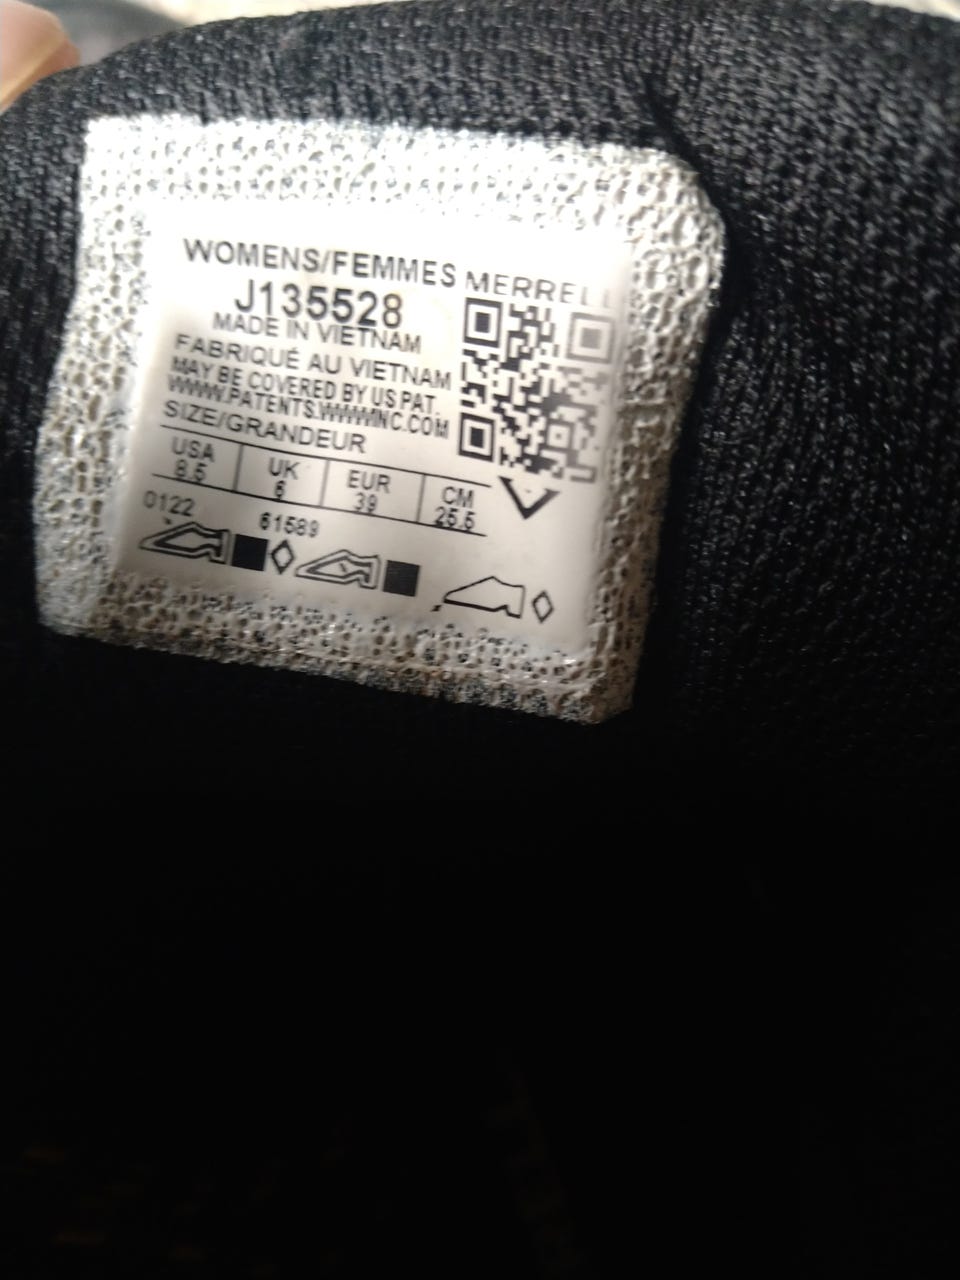 WOMENS/FEMMES MERRELL
J135528
MADE IN VIETNAM
FABRIQUÉ AU VIETNAM
MAY BE COVERED BY US PAT.
WWW.PATENTS.WWWINC.COM
SIZE/GRANDEUR
USA UK EUR CM
8.5 6 39 25.5
0122 61589